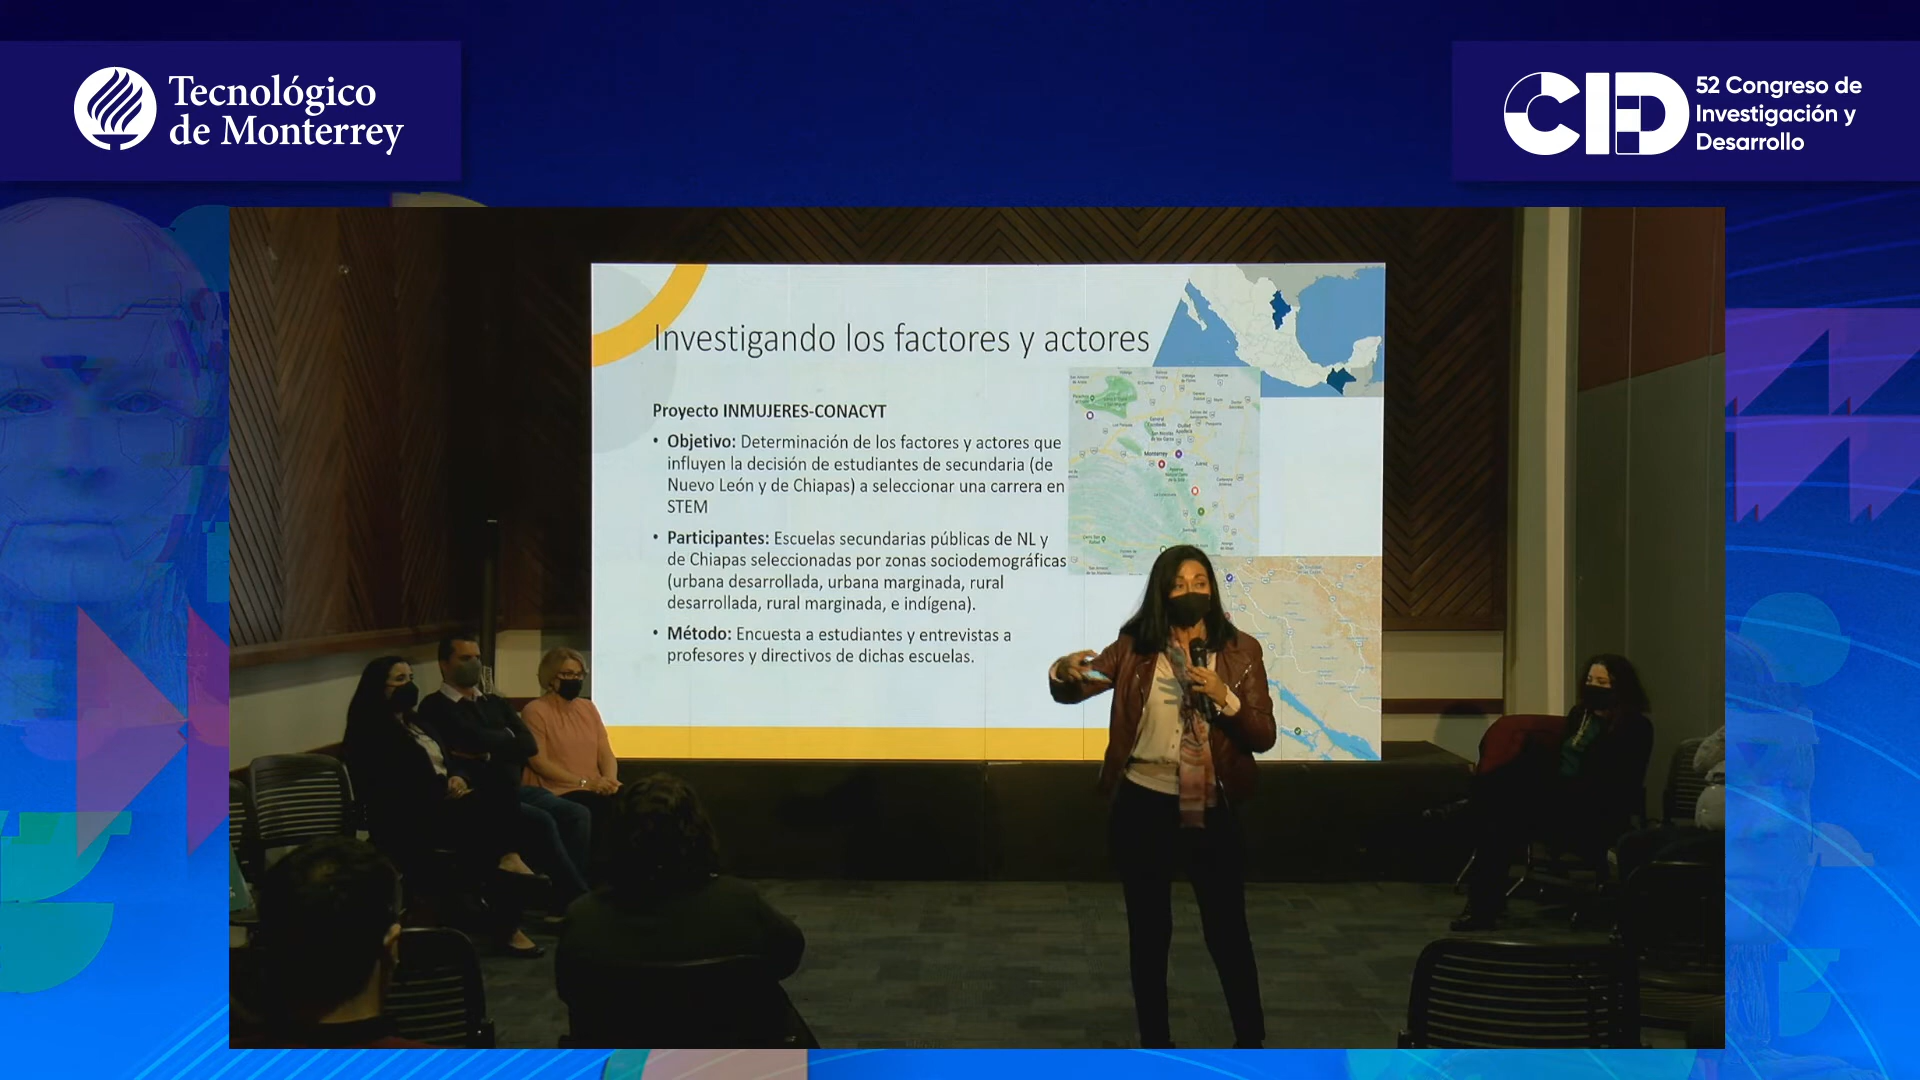 Tecnológico
de Monterrey
CID
52 Congreso de
Investigación y
Desarrollo
Investigando los factores y actores
Proyecto INMUJERES-CONACYT
• Objetivo: Determinación de los factores y actores que
influyen la decisión de estudiantes de secundaria (de
Nuevo León y de Chiapas) a seleccionar una carrera en
STEM
• Participantes: Escuelas secundarias públicas de NL y
de Chiapas seleccionadas por zonas sociodemográficas
(urbana desarrollada, urbana marginada, rural
desarrollada, rural marginada, e indígena).
• Método: Encuesta a estudiantes y entrevistas a
profesores y directivos de dichas escuelas.
Monterrey